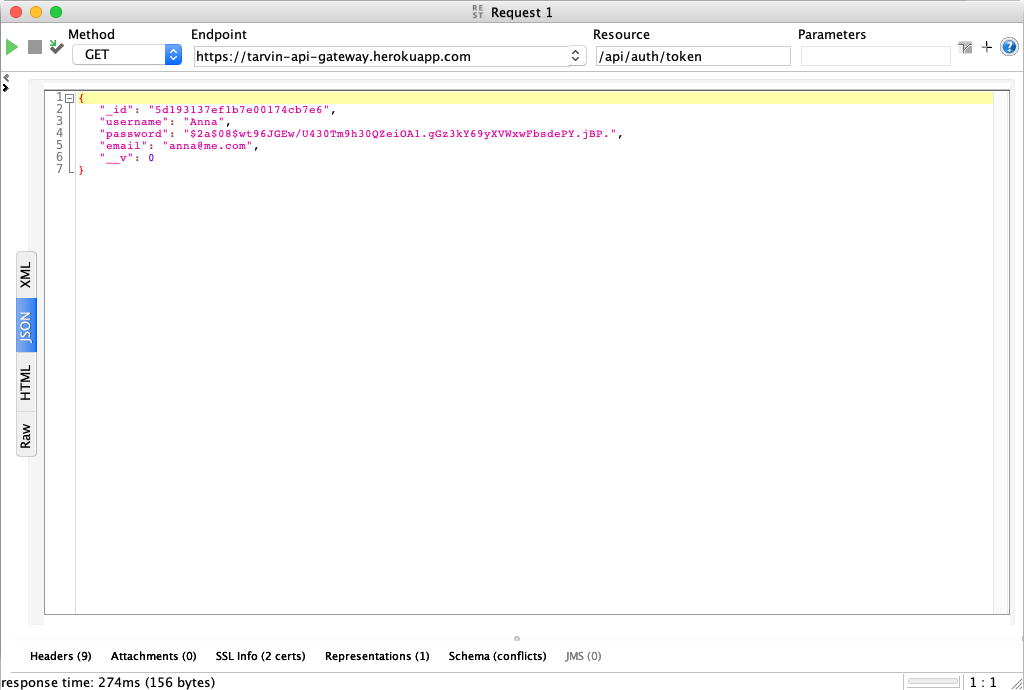 RE
ST Request 1
Method Endpoint Resource Parameters
GET https://tarvin-api-gateway.herokuapp.com /api/auth/token
1 {
2 "_id": "5d193137ef1b7e00174cb7e6",
3 "username": "Anna",
4 "password": "$2a$08$wt96JGEw/U430Tm9h30QZeiOA1.gGz3kY69yXVWxwFbsdePY.jBP.",
5 "email": "anna@me.com",
6 "__v": 0
7 }
XML
JSON
HTML
Raw
Headers (9) Attachments (0) SSL Info (2 certs) Representations (1) Schema (conflicts) JMS (0)
response time: 274ms (156 bytes) 1 : 1